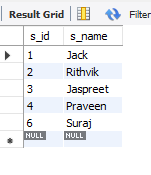 Result Grid Filter
s_id s_name
1 Jack
2 Rithvik
3 Jaspreet
4 Praveen
6 Suraj
NULL NULL